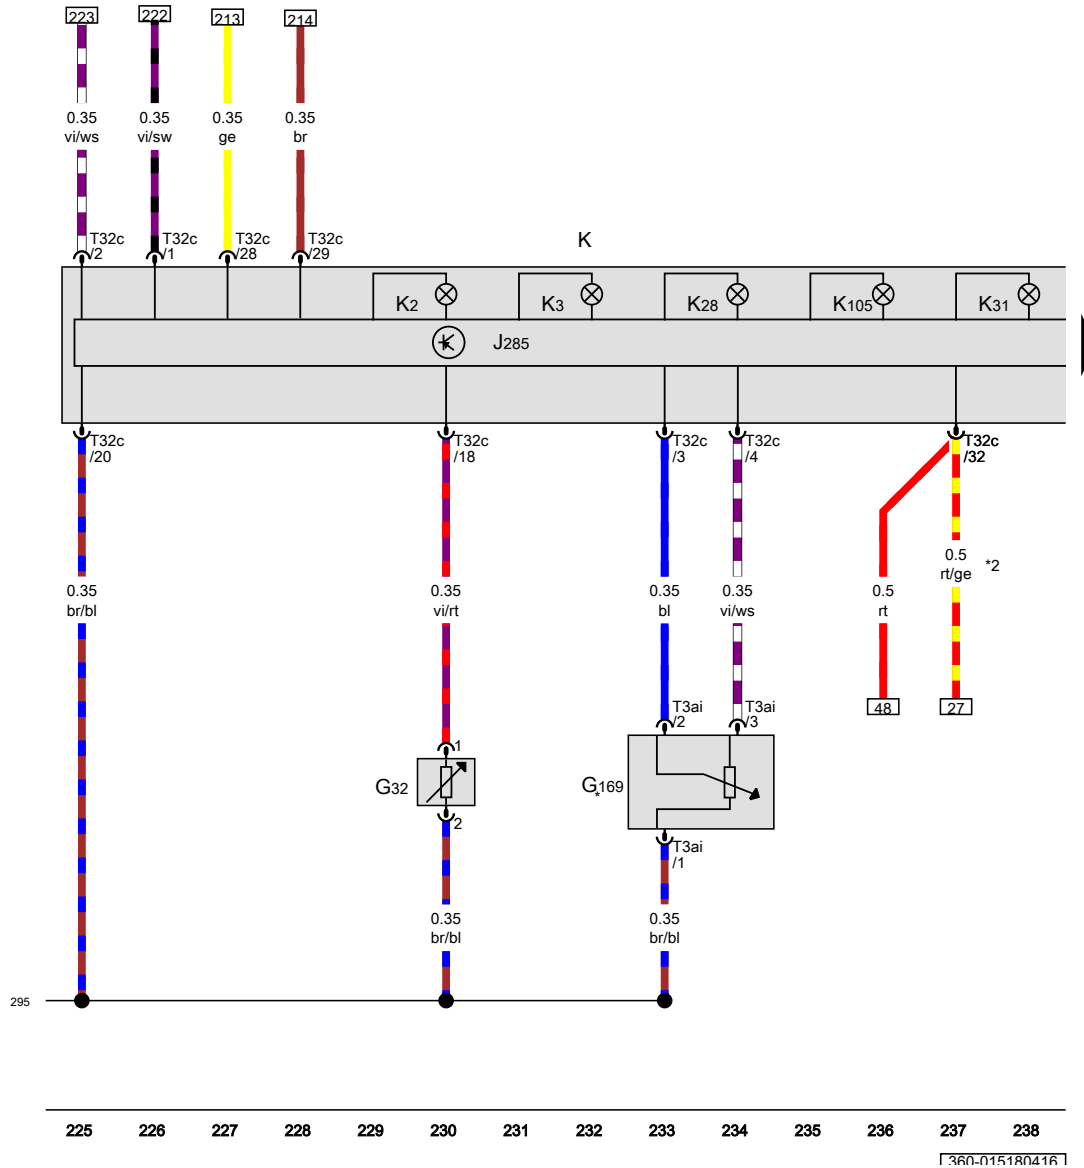 223 222 213 214
0.35 0.35 0.35 0.35
vi/ws vi/sw ge br
T32c T32c T32c T32c
/2 /1 /28 /29
K
K2 K3 K28 K105 K31
J285
T32c T32c T32c T32c T32c
/20 /18 /3 /4 /32
0.5
rt/ge *2
0.35 0.35 0.35 0.35 0.5
br/bl vi/rt bl vi/ws rt
48 27
T3ai T3ai
/2 /3
1
G32 G169
*
2
T3ai
/1
0.35 0.35
br/bl br/bl
295
225 226 227 228 229 230 231 232 233 234 235 236 237 238
360-015180416